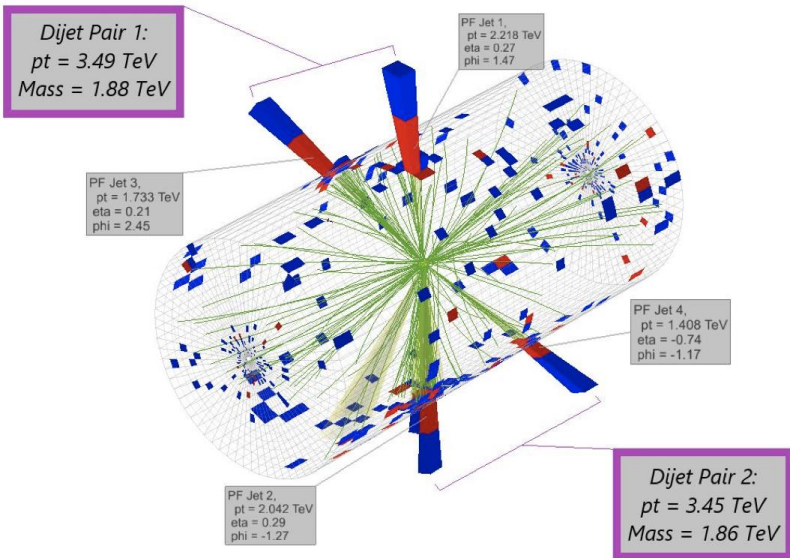 Dijet Pair 1:
pt = 3.49 TeV
Mass = 1.88 TeV
PF Jet 1,
pt = 2.218 TeV
eta = 0.27
phi = 1.47
PF Jet 3,
pt = 1.733 TeV
eta = 0.21
phi = 2.45
PF Jet 4,
pt = 1.408 TeV
eta = -0.74
phi = -1.17
PF Jet 2,
pt = 2.042 TeV
eta = 0.29
phi = -1.27
Dijet Pair 2:
pt = 3.45 TeV
Mass = 1.86 TeV